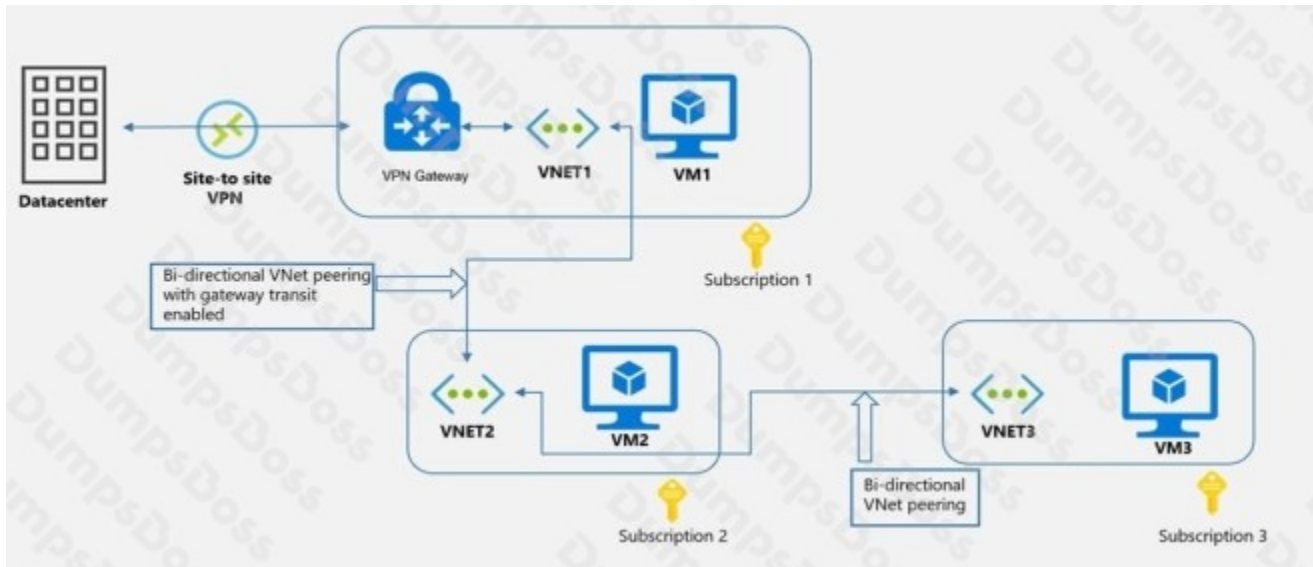 Datacenter
Site-to site
VPN
VPN Gateway
VNET1
VM1
Subscription 1
Bi-directional VNet peering
with gateway transit
enabled
VNET2
VM2
Subscription 2
Bi-directional
VNet peering
VNET3
VM3
Subscription 3
DumpsDoss